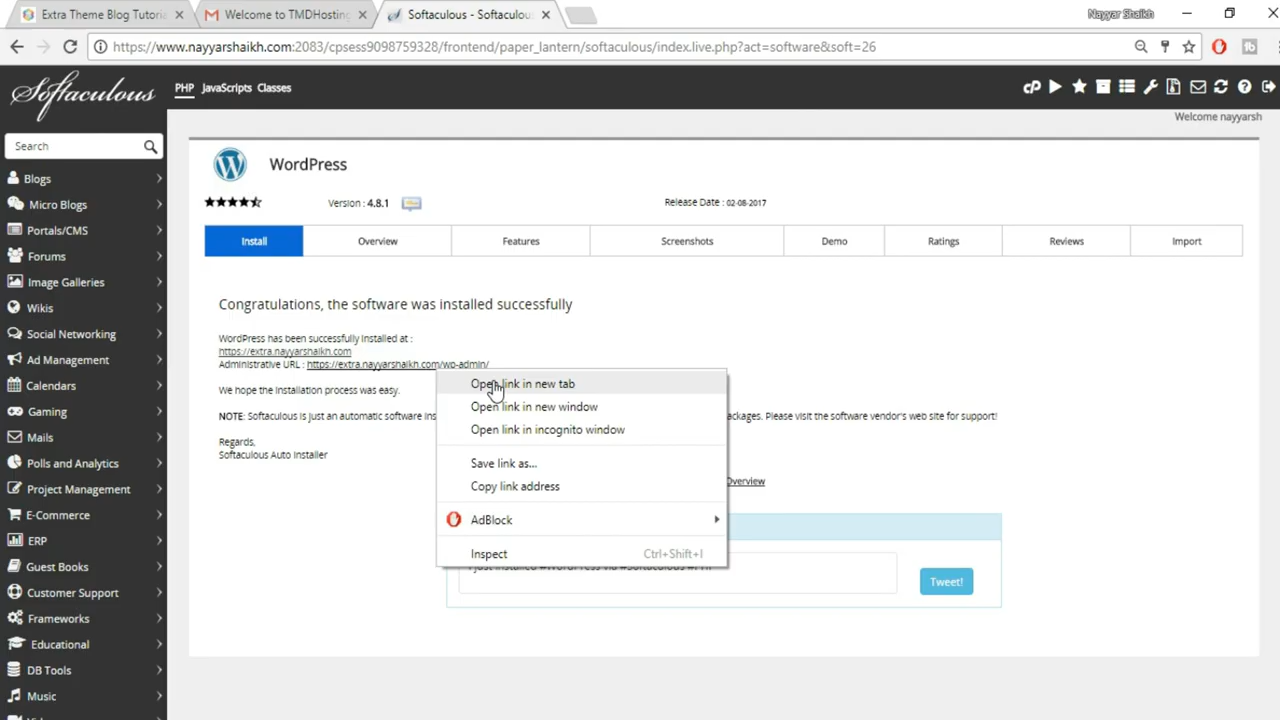 Extra Theme Blog Tutoria
Welcome to TMDHosting
Softaculous - Softaculou
Nayyar Shaikh
https://www.nayyarshaikh.com:2083/cpsess9098759328/frontend/paper_lantern/softaculous/index.live.php?act=software&soft=26
Softaculous
PHP JavaScripts Classes
cP
Welcome nayyarsh
Search
Blogs
Micro Blogs
Portals/CMS
Forums
Image Galleries
Wikis
Social Networking
Ad Management
Calendars
Gaming
Mails
Polls and Analytics
Project Management
E-Commerce
ERP
Guest Books
Customer Support
Frameworks
Educational
DB Tools
Music
WordPress
Version : 4.8.1
Release Date : 02-08-2017
Install Overview Features Screenshots Demo Ratings Reviews Import
Congratulations, the software was installed successfully
WordPress has been successfully installed at :
https://extra.nayyarshaikh.com
Administrative URL : https://extra.nayyarshaikh.com/wp-admin/
We hope the installation process was easy.
NOTE: Softaculous is just an automatic software ins
ckages. Please visit the software vendor's web site for support!
Regards,
Softaculous Auto Installer
Open link in new tab
Open link in new window
Open link in incognito window
Save link as...
Copy link address
AdBlock
Inspect Ctrl+Shift+I
Overview
I just installed #WordPress via #Softaculous #PHP
Tweet!